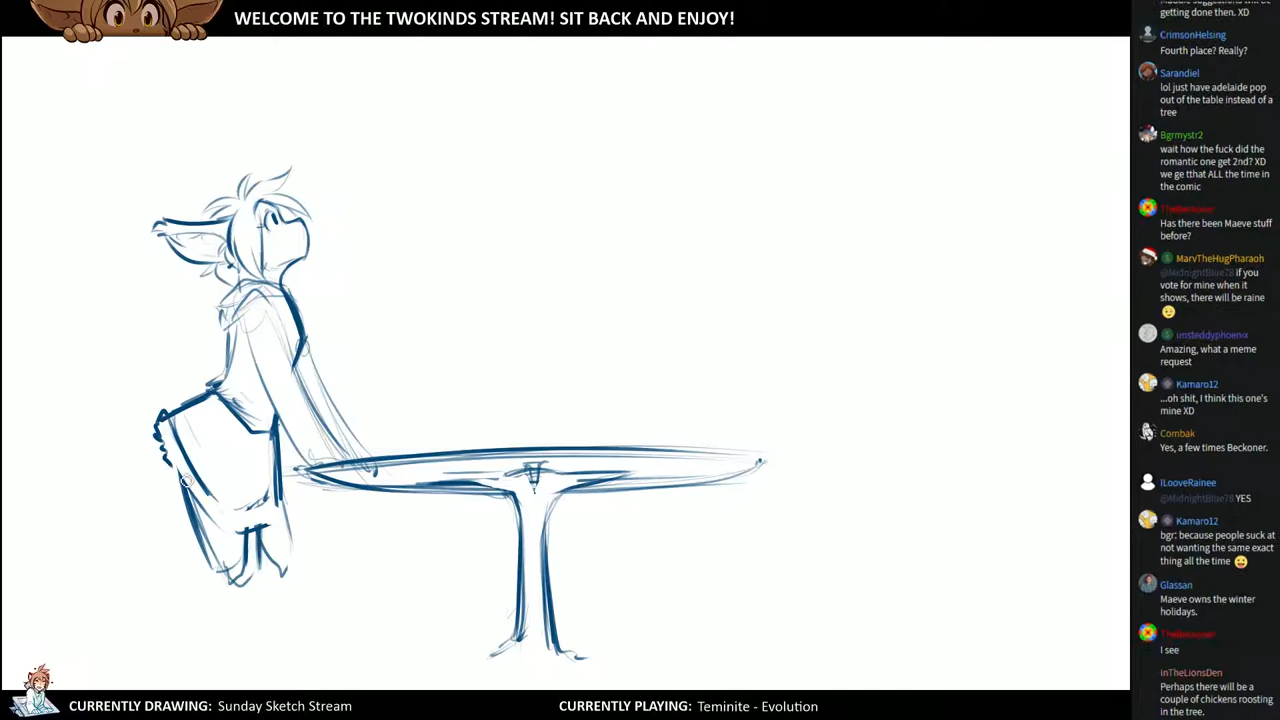 WELCOME TO THE TWOKINDS STREAM! SIT BACK AND ENJOY!
getting done then. XD
CrimsonHelsing
Fourth place? Really?
Sarandiel
lol just have adelaide pop
out of the table instead of a
tree
Bgrmystr2
wait how the fuck did the
romantic one get 2nd? XD
we ge tthat ALL the time in
the comic
Has there been Maeve stuff
before?
MarvTheHugPharaoh
@MidnightBlue78 if you
vote for mine when it
shows, there will be raine
unsteddyphoenix
Amazing, what a meme
request
Kamaro12
...oh shit, I think this one's
mine XD
Combak
Yes, a few times Beckoner.
ILooveRainee
@MidnightBlue78 YES
Kamaro12
bgr: because people suck at
not wanting the same exact
thing all the time
Glassan
Maeve owns the winter
holidays.
I see
InTheLionsDen
Perhaps there will be a
couple of chickens roosting
in the tree.
CURRENTLY DRAWING: Sunday Sketch Stream
CURRENTLY PLAYING: Teminite - Evolution